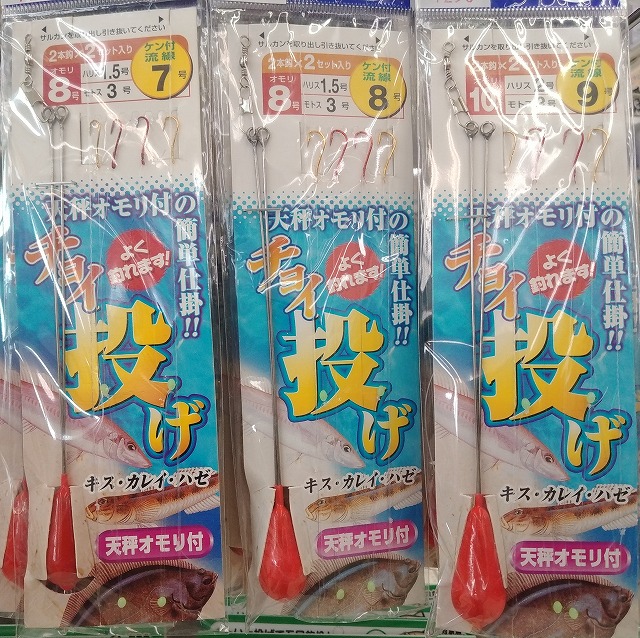 サルカンを取り出し引き抜いてください
2本鈎×2セット入り
オモリ
8号
ハリス1.5号
モトス 3号
ケン付
流線
7号
天秤オモリ付の
簡単仕掛!!
チョイ
投げ
よく
釣れます!
キス・カレイ・ハゼ
天秤オモリ付
サルカンを取り出し引き抜いてください
2本鈎×2セット入り
オモリ
8号
ハリス1.5号
モトス 3号
ケン付
流線
8号
天秤オモリ付の
簡単仕掛!!
チョイ
投げ
よく
釣れます!
キス・カレイ・ハゼ
天秤オモリ付
サルカンを取り出し引き抜いてください
2本鈎×2セット入り
オモリ
10号
ハリス2号
モトス
ケン付
流線
9号
天秤オモリ付の
簡単仕掛!!
チョイ
投げ
よく
釣れます!
キス・カレイ・ハゼ
天秤オモリ付